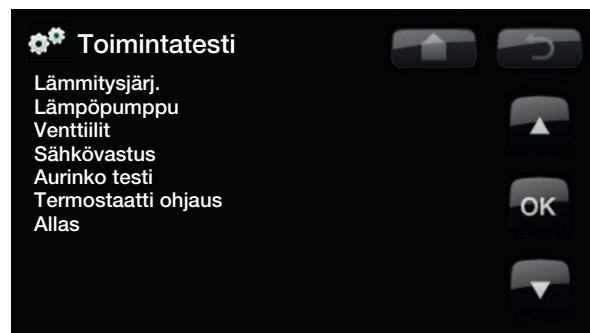 Toimintatesti
Lämmitysjärj.
Lämpöpumppu
Venttiilit
Sähkövastus
Aurinko testi
Termostaatti ohjaus
Allas
OK